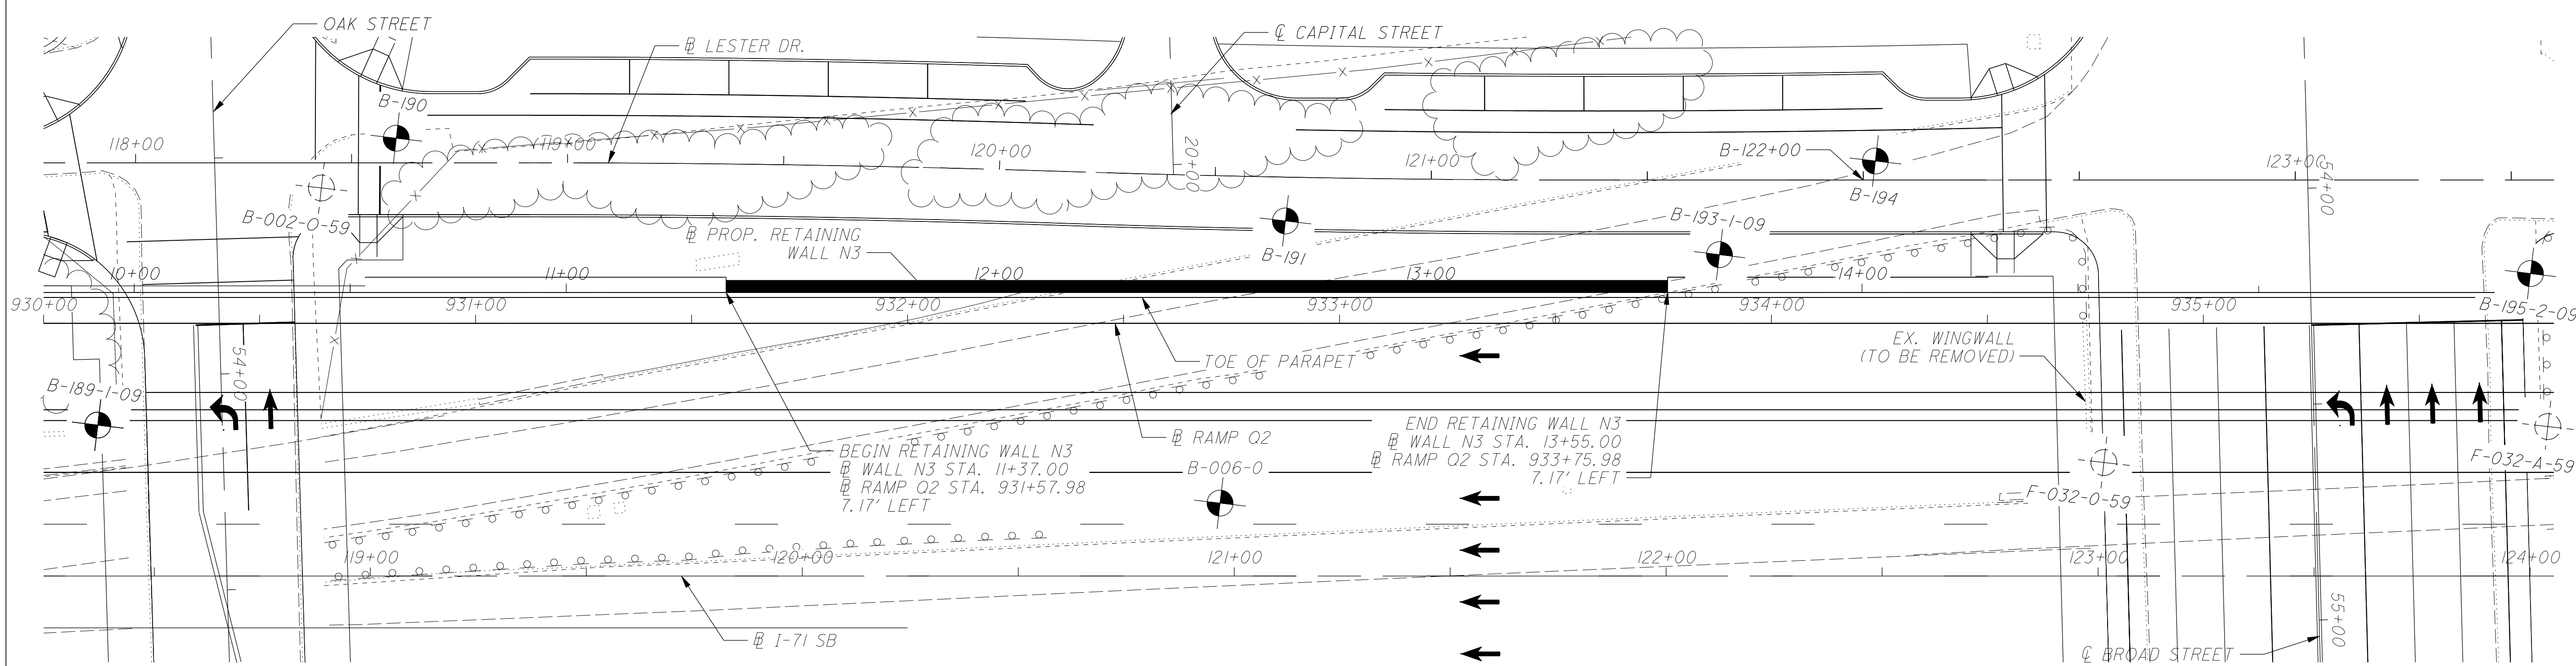 OAK STREET
℄ CAPITAL STREET
B̲L̲ LESTER DR.
B-190
118+00
119+00
120+00
20+00
121+00
B-122+00
123+00
54+00
B-194
B-002-0-59
B-193-1-09
B̲L̲ PROP. RETAINING
WALL N3
B-191
10+00
11+00
12+00
13+00
14+00
930+00
931+00
932+00
933+00
934+00
935+00
B-195-2-09
54+00
TOE OF PARAPET
EX. WINGWALL
(TO BE REMOVED)
B-189-1-09
B̲L̲ RAMP Q2
BEGIN RETAINING WALL N3
B̲L̲ WALL N3 STA. 11+37.00
B̲L̲ RAMP Q2 STA. 931+57.98
7.17' LEFT
END RETAINING WALL N3
B̲L̲ WALL N3 STA. 13+55.00
B̲L̲ RAMP Q2 STA. 933+75.98
7.17' LEFT
B-006-0
F-032-A-59
F-032-0-59
119+00
120+00
121+00
122+00
123+00
124+00
B̲L̲ I-71 SB
55+00
℄ BROAD STREET